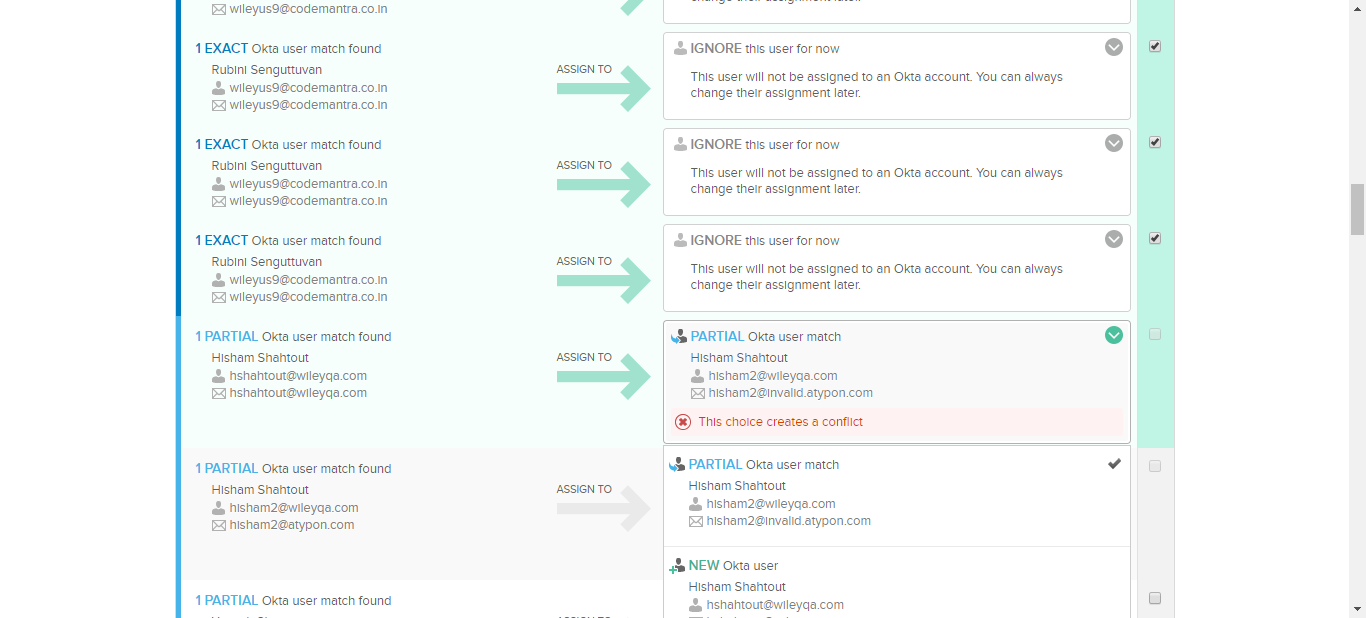 wileyus9@codemantra.co.in
change their assignment later.
1 EXACT Okta user match found
Rubini Senguttuvan
wileyus9@codemantra.co.in
wileyus9@codemantra.co.in
ASSIGN TO
IGNORE this user for now
This user will not be assigned to an Okta account. You can always
change their assignment later.
1 EXACT Okta user match found
Rubini Senguttuvan
wileyus9@codemantra.co.in
wileyus9@codemantra.co.in
ASSIGN TO
IGNORE this user for now
This user will not be assigned to an Okta account. You can always
change their assignment later.
1 EXACT Okta user match found
Rubini Senguttuvan
wileyus9@codemantra.co.in
wileyus9@codemantra.co.in
ASSIGN TO
IGNORE this user for now
This user will not be assigned to an Okta account. You can always
change their assignment later.
1 PARTIAL Okta user match found
Hisham Shahtout
hshahtout@wileyqa.com
hshahtout@wileyqa.com
ASSIGN TO
PARTIAL Okta user match
Hisham Shahtout
hisham2@wileyqa.com
hisham2@invalid.atypon.com
This choice creates a conflict
1 PARTIAL Okta user match found
Hisham Shahtout
hisham2@wileyqa.com
hisham2@atypon.com
ASSIGN TO
PARTIAL Okta user match
Hisham Shahtout
hisham2@wileyqa.com
hisham2@invalid.atypon.com
NEW Okta user
Hisham Shahtout
hshahtout@wileyqa.com
1 PARTIAL Okta user match found